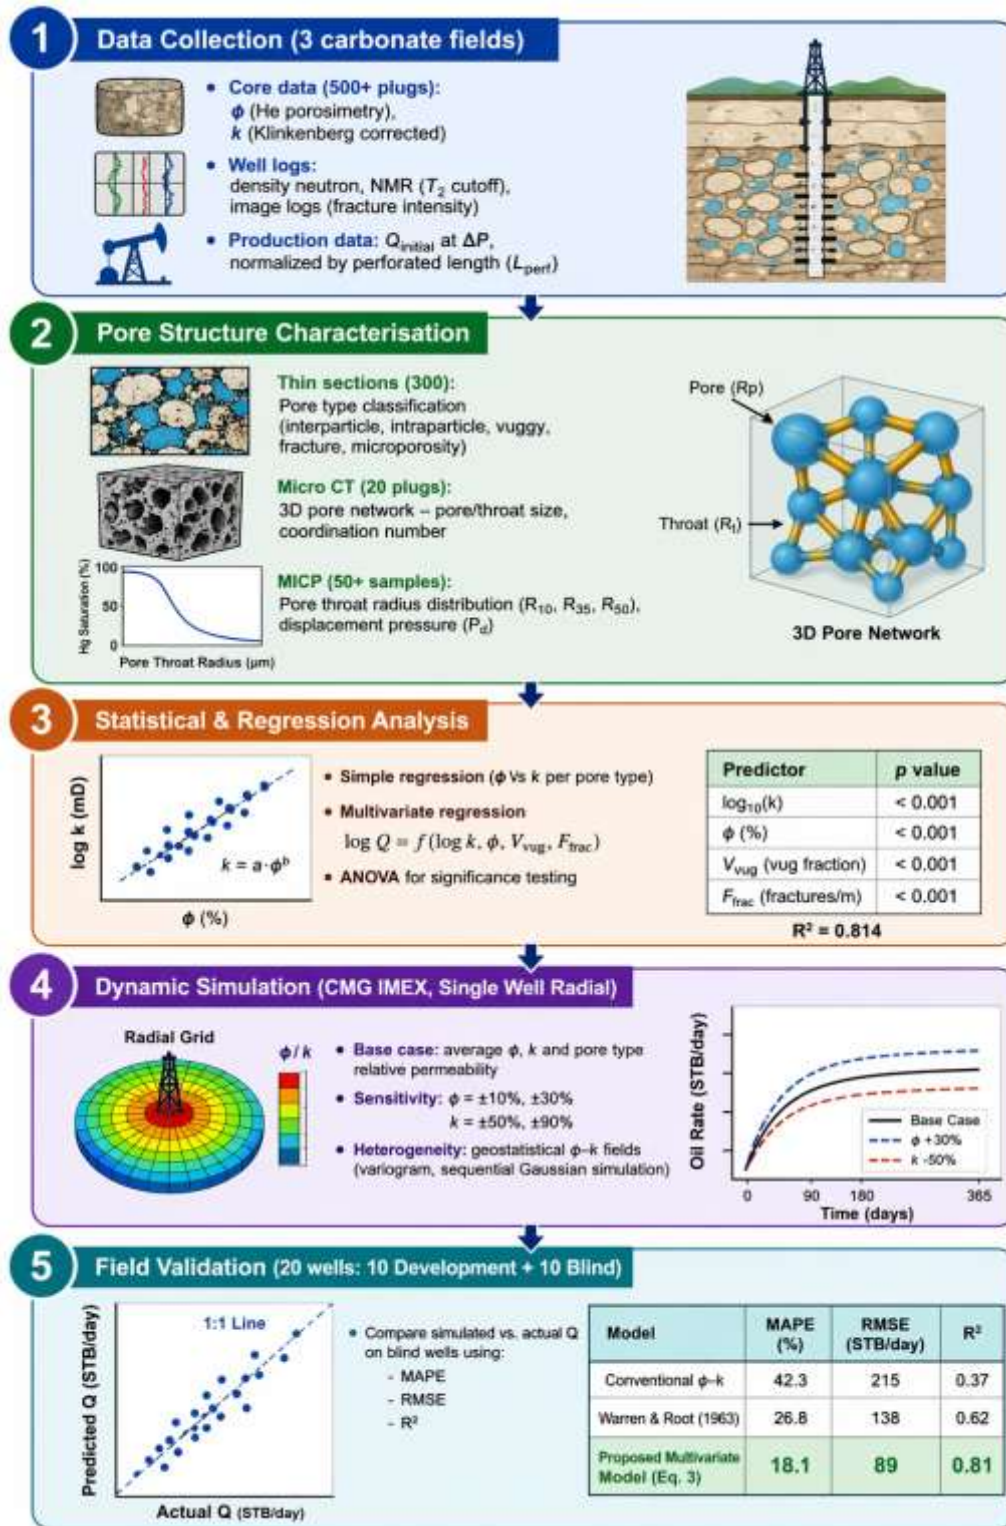 1
Data Collection (3 carbonate fields)
• Core data (500+ plugs):
ϕ (He porosimetry),
k (Klinkenberg corrected)
• Well logs:
density neutron, NMR (T₂ cutoff),
image logs (fracture intensity)
• Production data: Q_initial at ΔP,
normalized by perforated length (L_perf)
2
Pore Structure Characterisation
Thin sections (300):
Pore type classification
(interparticle, intraparticle, vuggy,
fracture, microporosity)
Micro CT (20 plugs):
3D pore network – pore/throat size,
coordination number
Hg Saturation (%)
100
50
0
Pore Throat Radius (µm)
MICP (50+ samples):
Pore throat radius distribution (R₁₀, R₃₅, R₅₀),
displacement pressure (P_d)
Pore (Rp)
Throat (R_t)
3D Pore Network
3
Statistical & Regression Analysis
log k (mD)
k = a·ϕᵇ
ϕ (%)
• Simple regression (ϕ Vs k per pore type)
• Multivariate regression
log Q = f(log k, ϕ, V_vug, F_frac)
• ANOVA for significance testing
Predictor p value
log₁₀(k) < 0.001
ϕ (%) < 0.001
V_vug (vug fraction) < 0.001
F_frac (fractures/m) < 0.001
R² = 0.814
4
Dynamic Simulation (CMG IMEX, Single Well Radial)
Radial Grid
ϕ / k
• Base case: average ϕ, k and pore type
relative permeability
• Sensitivity: ϕ = ±10%, ±30%
k = ±50%, ±90%
• Heterogeneity: geostatistical ϕ–k fields
(variogram, sequential Gaussian simulation)
Oil Rate (STB/day)
Base Case
ϕ +30%
k -50%
0 90 180 365
Time (days)
5
Field Validation (20 wells: 10 Development + 10 Blind)
Predicted Q (STB/day)
1:1 Line
Actual Q (STB/day)
• Compare simulated vs. actual Q
on blind wells using:
- MAPE
- RMSE
- R²
Model MAPE (%) RMSE (STB/day) R²
Conventional ϕ–k 42.3 215 0.37
Warren & Root (1963) 26.8 138 0.62
Proposed Multivariate
Model (Eq. 3) 18.1 89 0.81